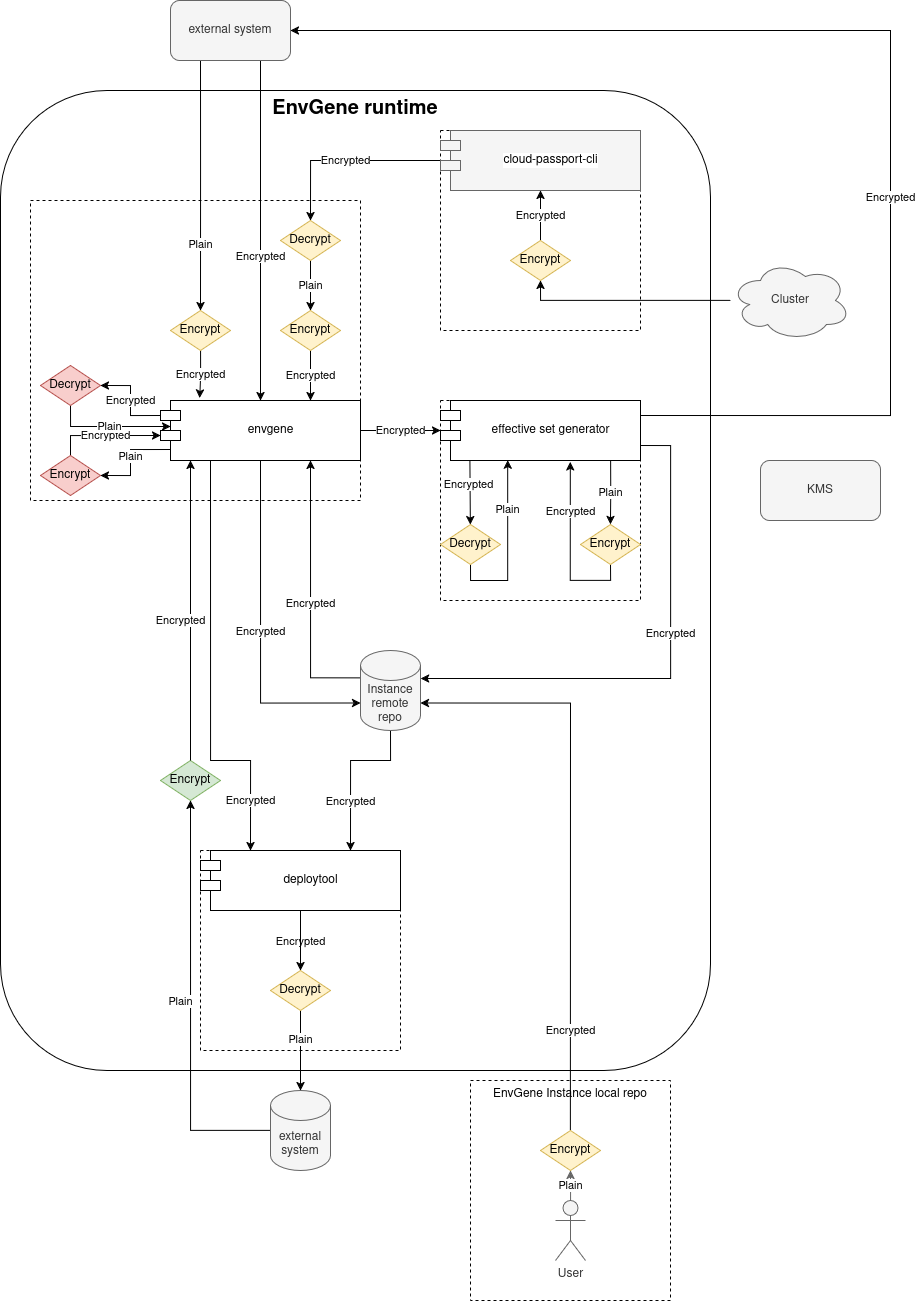 external system
EnvGene runtime
cloud-passport-cli
Encrypted
Encrypted
Encrypted
Encrypt
Decrypt
Plain
Encrypted
Plain
Cluster
Encrypt
Encrypt
Encrypted
Encrypted
Decrypt
Encrypted
Plain
Encrypted
Plain
Encrypt
envgene
Encrypted
effective set generator
KMS
Encrypted
Plain
Encrypted
Plain
Decrypt
Encrypt
Encrypted
Encrypted
Encrypted
Encrypted
Instance
remote
repo
Encrypt
Encrypted
Encrypted
deploytool
Encrypted
Decrypt
Plain
Plain
Encrypted
external
system
EnvGene Instance local repo
Encrypt
Plain
User